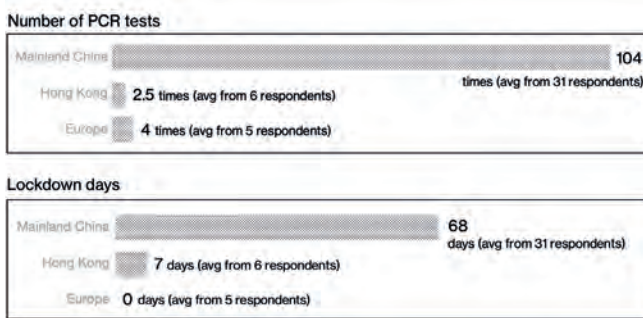 Number of PCR tests
Mainland China 104
times (avg from 31 respondents)
Hong Kong 2.5 times (avg from 6 respondents)
Europe 4 times (avg from 5 respondents)
Lockdown days
Mainland China 68
days (avg from 31 respondents)
Hong Kong 7 days (avg from 6 respondents)
Europe 0 days (avg from 5 respondents)